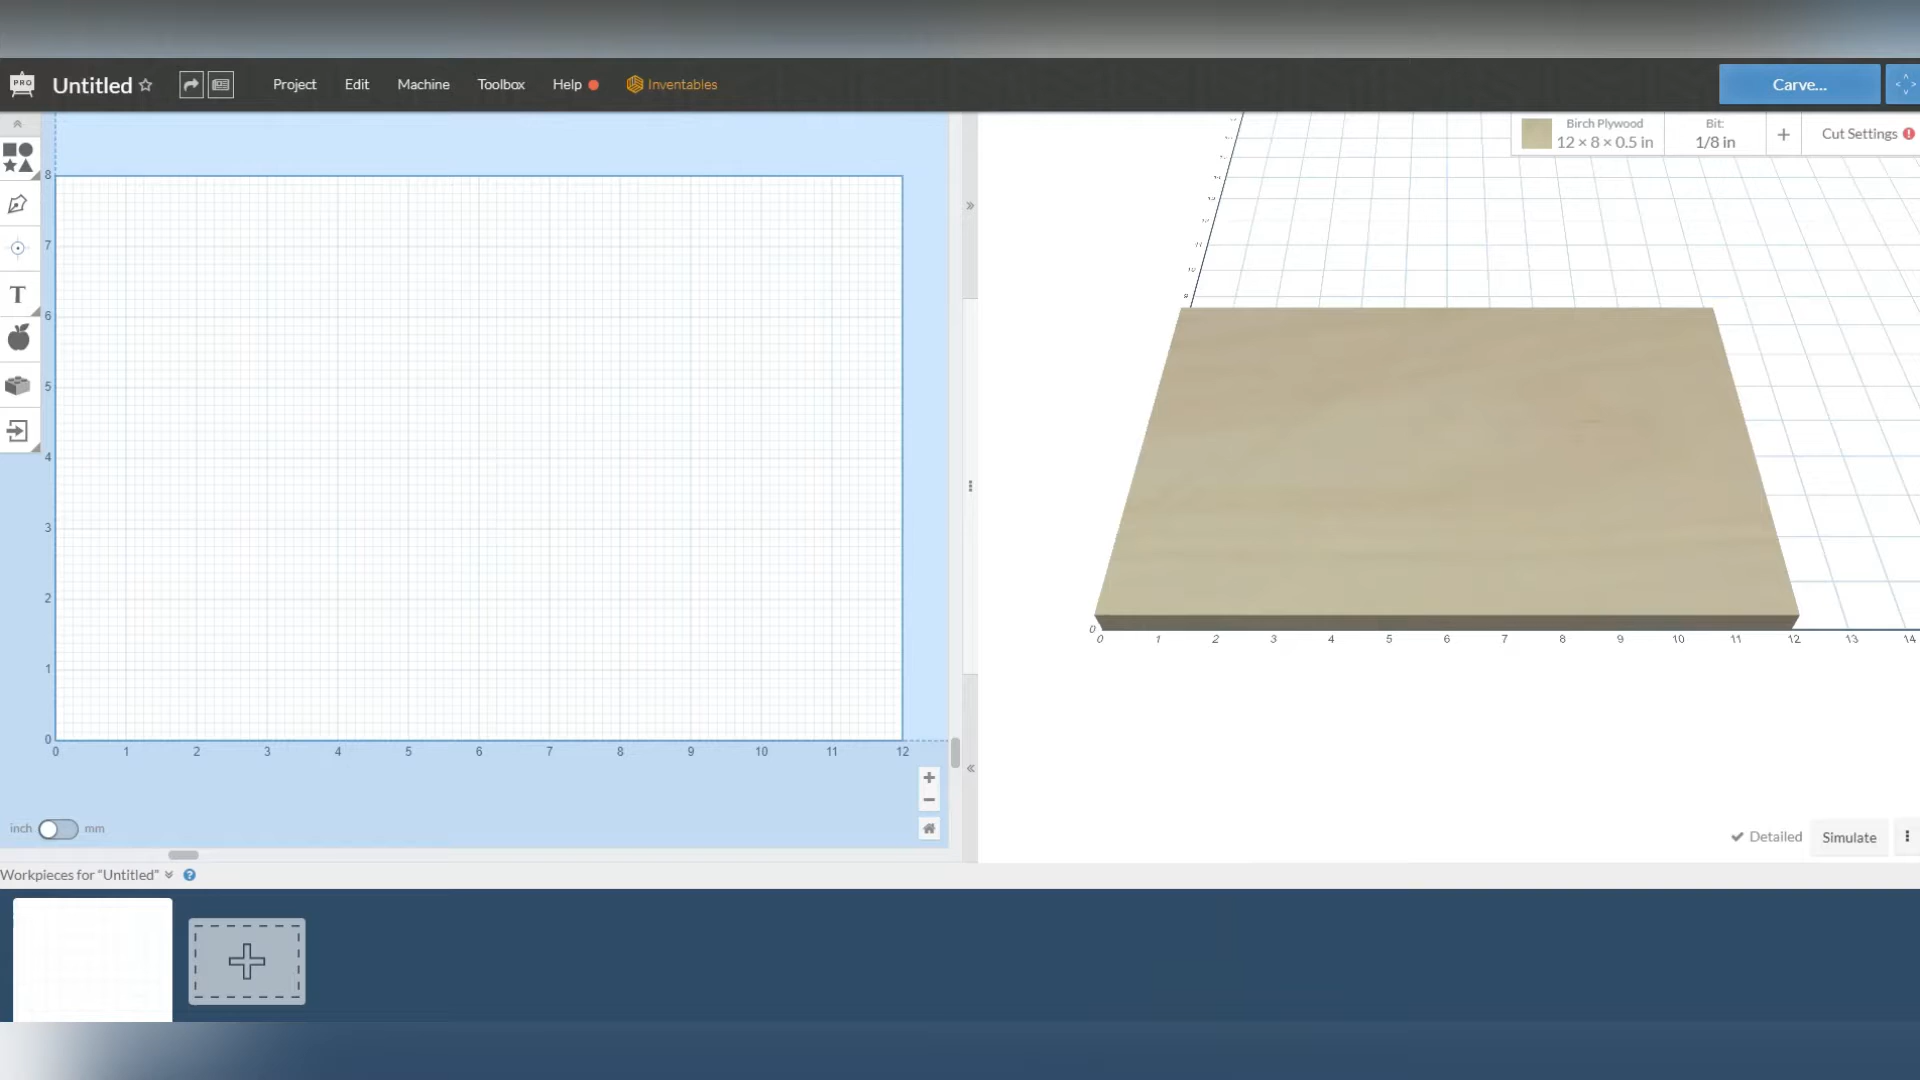 PRO
Untitled
Project
Edit
Machine
Toolbox
Help
Inventables
Carve...
Birch Plywood
12 × 8 × 0.5 in
Bit:
1/8 in
+
Cut Settings
T
8
7
6
5
4
3
2
1
0
0 1 2 3 4 5 6 7 8 9 10 11 12
0
0 1 2 3 4 5 6 7 8 9 10 11 12 13 14
inch
mm
Detailed
Simulate
Workpieces for “Untitled”
?